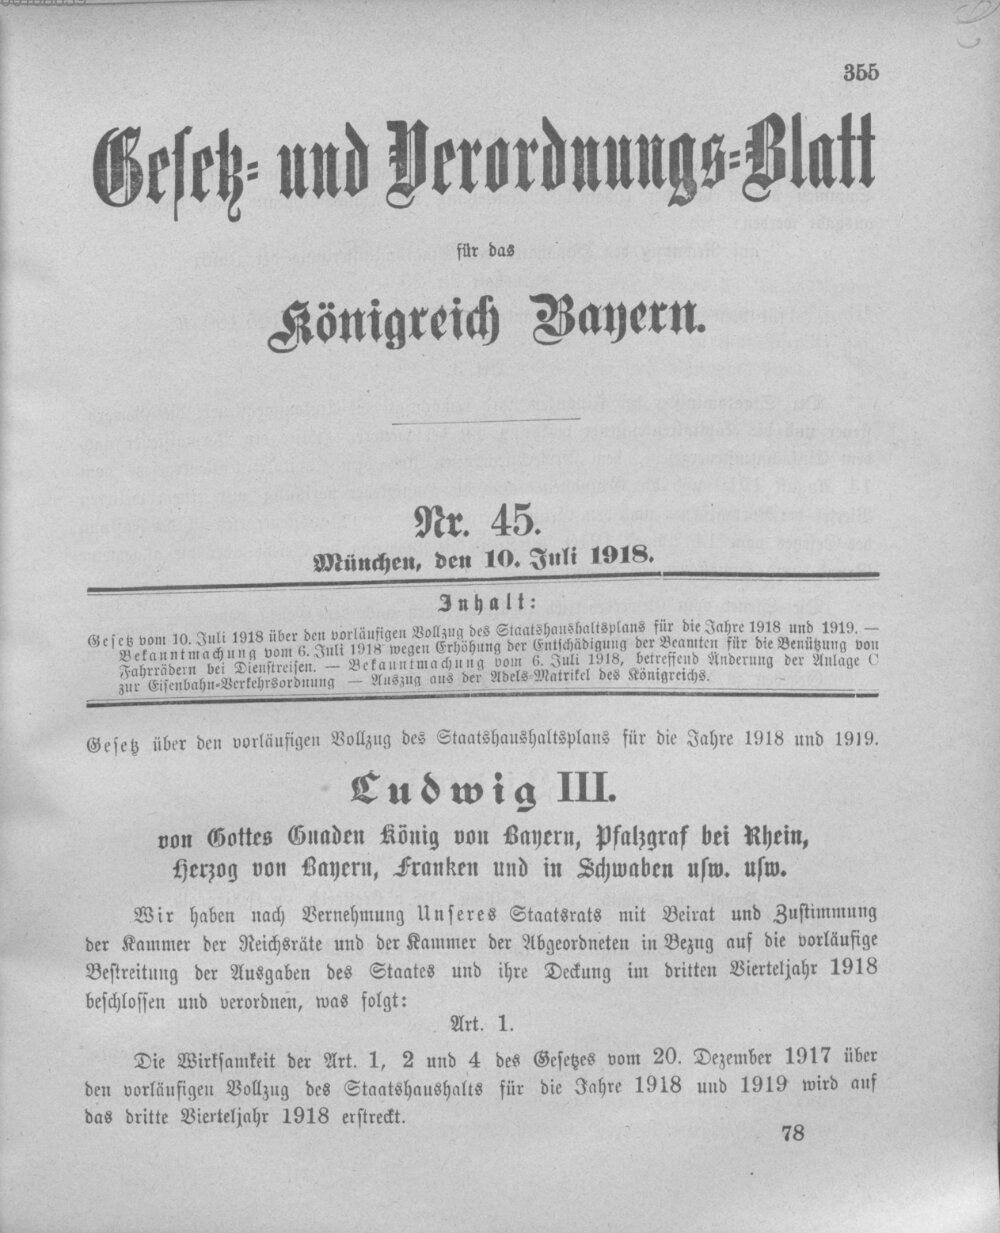 355
Gesetz- und Verordnungs-Blatt
für das
Königreich Bayern.
Nr. 45.
München, den 10. Juli 1918.
Inhalt:
Gesetz vom 10. Juli 1918 über den vorläufigen Vollzug des Staatshaushaltsplans für die Jahre 1918 und 1919. —
Bekanntmachung vom 6. Juli 1918 wegen Erhöhung der Entschädigung der Beamten für die Benützung von
Fahrrädern bei Dienstreisen. — Bekanntmachung vom 6. Juli 1918, betreffend Änderung der Anlage C
zur Eisenbahn-Verkehrsordnung — Auszug aus der Adels-Matrikel des Königreichs.
Gesetz über den vorläufigen Vollzug des Staatshaushaltsplans für die Jahre 1918 und 1919.
Ludwig III.
von Gottes Gnaden König von Bayern, Pfalzgraf bei Rhein,
Herzog von Bayern, Franken und in Schwaben usw. usw.
Wir haben nach Vernehmung Unseres Staatsrats mit Beirat und Zustimmung
der Kammer der Reichsräte und der Kammer der Abgeordneten in Bezug auf die vorläufige
Bestreitung der Ausgaben des Staates und ihre Deckung im dritten Vierteljahr 1918
beschlossen und verordnen, was folgt:
Art. 1.
Die Wirksamkeit der Art. 1, 2 und 4 des Gesetzes vom 20. Dezember 1917 über
den vorläufigen Vollzug des Staatshaushalts für die Jahre 1918 und 1919 wird auf
das dritte Vierteljahr 1918 erstreckt.
78